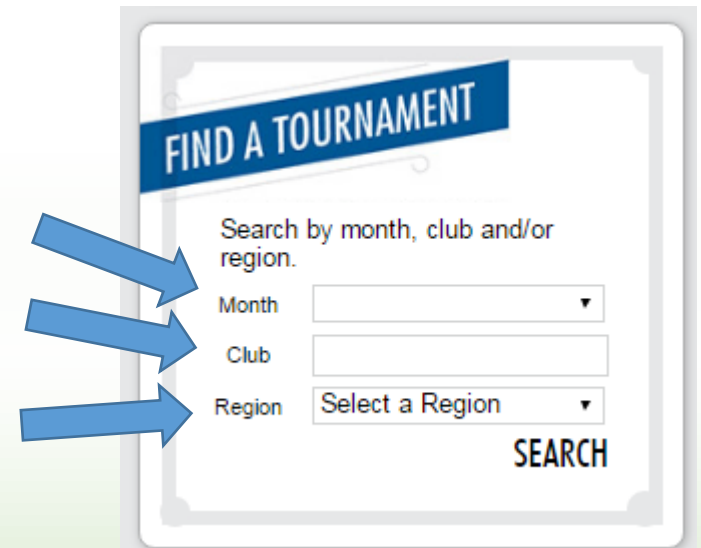 FIND A TOURNAMENT
Search by month, club and/or
region.
Month
Club
Region Select a Region
SEARCH